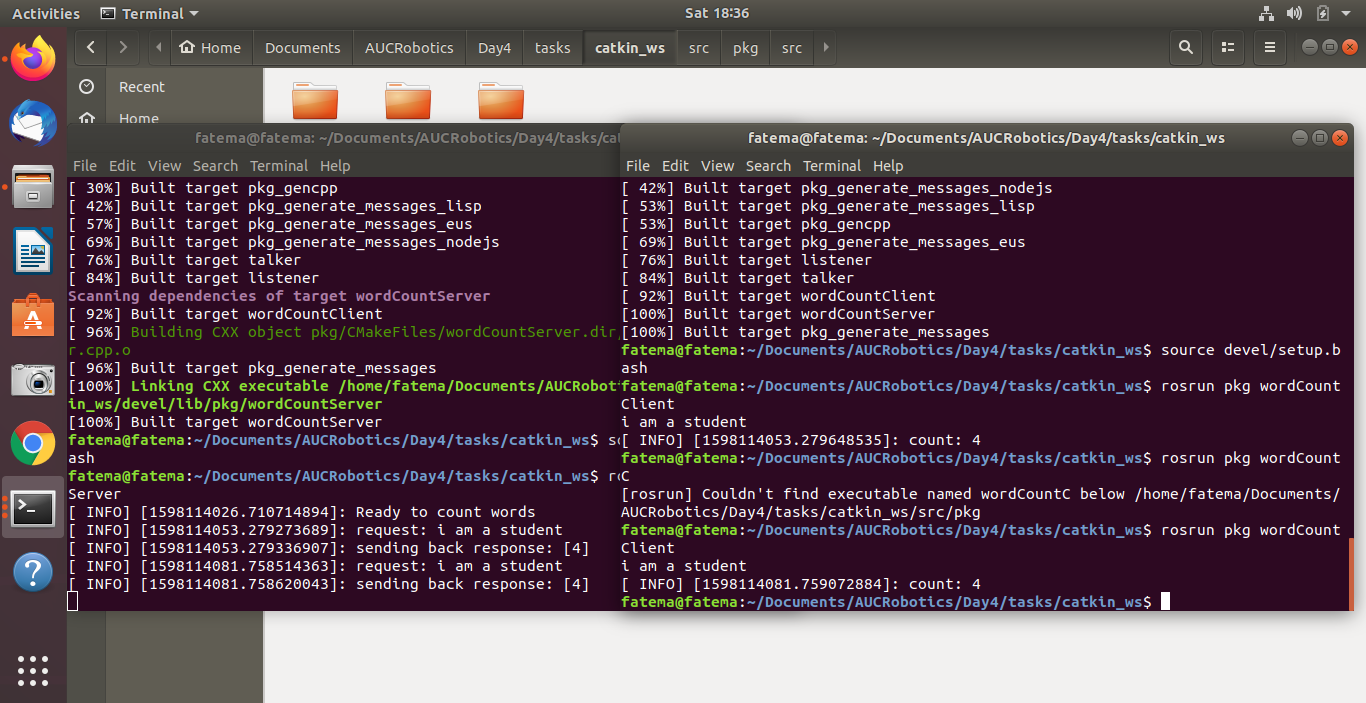 Activities
Terminal
Sat 18:36
Home
Documents
AUCRobotics
Day4
tasks
catkin_ws
src
pkg
src
Recent
Home
fatema@fatema: ~/Documents/AUCRobotics/Day4/tasks/cat
File Edit View Search Terminal Help
[ 30%] Built target pkg_gencpp
[ 42%] Built target pkg_generate_messages_lisp
[ 57%] Built target pkg_generate_messages_eus
[ 69%] Built target pkg_generate_messages_nodejs
[ 76%] Built target talker
[ 84%] Built target listener
Scanning dependencies of target wordCountServer
[ 92%] Built target wordCountClient
[ 96%] Building CXX object pkg/CMakeFiles/wordCountServer.dir/
r.cpp.o
[ 96%] Built target pkg_generate_messages
[100%] Linking CXX executable /home/fatema/Documents/AUCRobot
in_ws/devel/lib/pkg/wordCountServer
[100%] Built target wordCountServer
fatema@fatema:~/Documents/AUCRobotics/Day4/tasks/catkin_ws$ so
ash
fatema@fatema:~/Documents/AUCRobotics/Day4/tasks/catkin_ws$ ro
Server
[ INFO] [1598114026.710714894]: Ready to count words
[ INFO] [1598114053.279273689]: request: i am a student
[ INFO] [1598114053.279336907]: sending back response: [4]
[ INFO] [1598114081.758514363]: request: i am a student
[ INFO] [1598114081.758620043]: sending back response: [4]
fatema@fatema: ~/Documents/AUCRobotics/Day4/tasks/catkin_ws
File Edit View Search Terminal Help
[ 42%] Built target pkg_generate_messages_nodejs
[ 53%] Built target pkg_generate_messages_lisp
[ 53%] Built target pkg_gencpp
[ 69%] Built target pkg_generate_messages_eus
[ 76%] Built target listener
[ 84%] Built target talker
[ 92%] Built target wordCountClient
[100%] Built target wordCountServer
[100%] Built target pkg_generate_messages
fatema@fatema:~/Documents/AUCRobotics/Day4/tasks/catkin_ws$ source devel/setup.b
ash
fatema@fatema:~/Documents/AUCRobotics/Day4/tasks/catkin_ws$ rosrun pkg wordCount
Client
i am a student
[ INFO] [1598114053.279648535]: count: 4
fatema@fatema:~/Documents/AUCRobotics/Day4/tasks/catkin_ws$ rosrun pkg wordCount
C
[rosrun] Couldn't find executable named wordCountC below /home/fatema/Documents/
AUCRobotics/Day4/tasks/catkin_ws/src/pkg
fatema@fatema:~/Documents/AUCRobotics/Day4/tasks/catkin_ws$ rosrun pkg wordCount
Client
i am a student
[ INFO] [1598114081.759072884]: count: 4
fatema@fatema:~/Documents/AUCRobotics/Day4/tasks/catkin_ws$